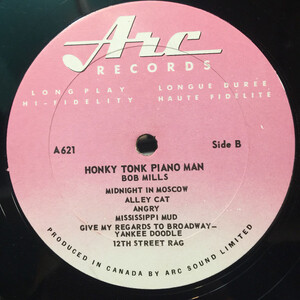 Arc
RECORDS
LONG PLAY LONGUE DURÉE
HI-FIDELITY HAUTE FIDELITÉ
A621 Side B
HONKY TONK PIANO MAN
BOB MILLS
MIDNIGHT IN MOSCOW
ALLEY CAT
ANGRY
MISSISSIPPI MUD
GIVE MY REGARDS TO BROADWAY—
YANKEE DOODLE
12TH STREET RAG
PRODUCED IN CANADA BY ARC SOUND LIMITED